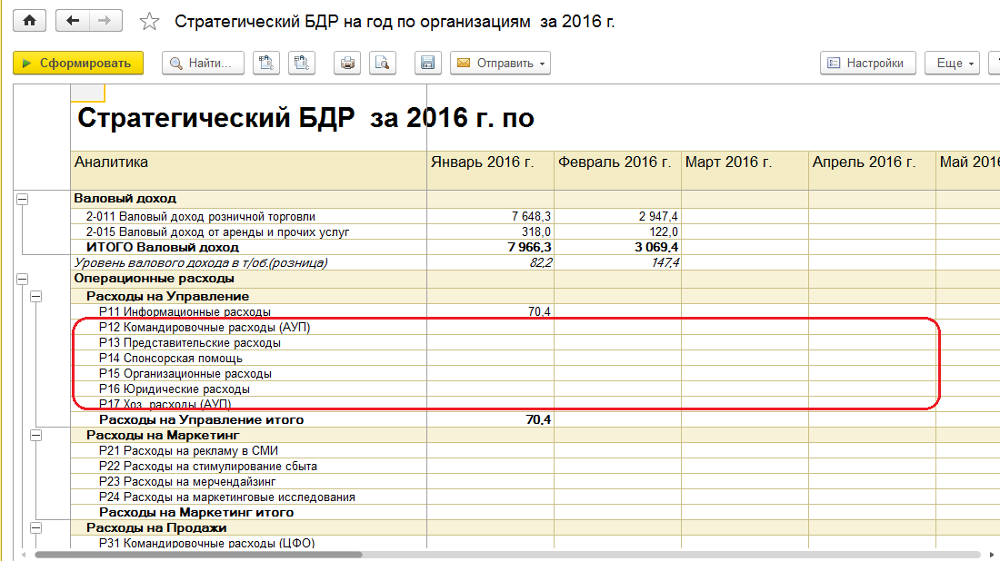 Стратегический БДР на год по организациям за 2016 г.
Сформировать Найти... Отправить Настройки Еще
Стратегический БДР за 2016 г. по
Аналитика Январь 2016 г. Февраль 2016 г. Март 2016 г. Апрель 2016 г. Май 2016
Валовый доход
2-011 Валовый доход розничной торговли 7 648,3 2 947,4
2-015 Валовый доход от аренды и прочих услуг 318,0 122,0
ИТОГО Валовый доход 7 966,3 3 069,4
Уровень валового дохода в т/об.(розница) 82,2 147,4
Операционные расходы
Расходы на Управление
Р11 Информационные расходы 70,4
Р12 Командировочные расходы (АУП)
Р13 Представительские расходы
Р14 Спонсорская помощь
Р15 Организационные расходы
Р16 Юридические расходы
Р17 Хоз. расходы (АУП)
Расходы на Управление итого 70,4
Расходы на Маркетинг
Р21 Расходы на рекламу в СМИ
Р22 Расходы на стимулирование сбыта
Р23 Расходы на мерчендайзинг
Р24 Расходы на маркетинговые исследования
Расходы на Маркетинг итого
Расходы на Продажи
Р31 Командировочные расходы (ЦФО)